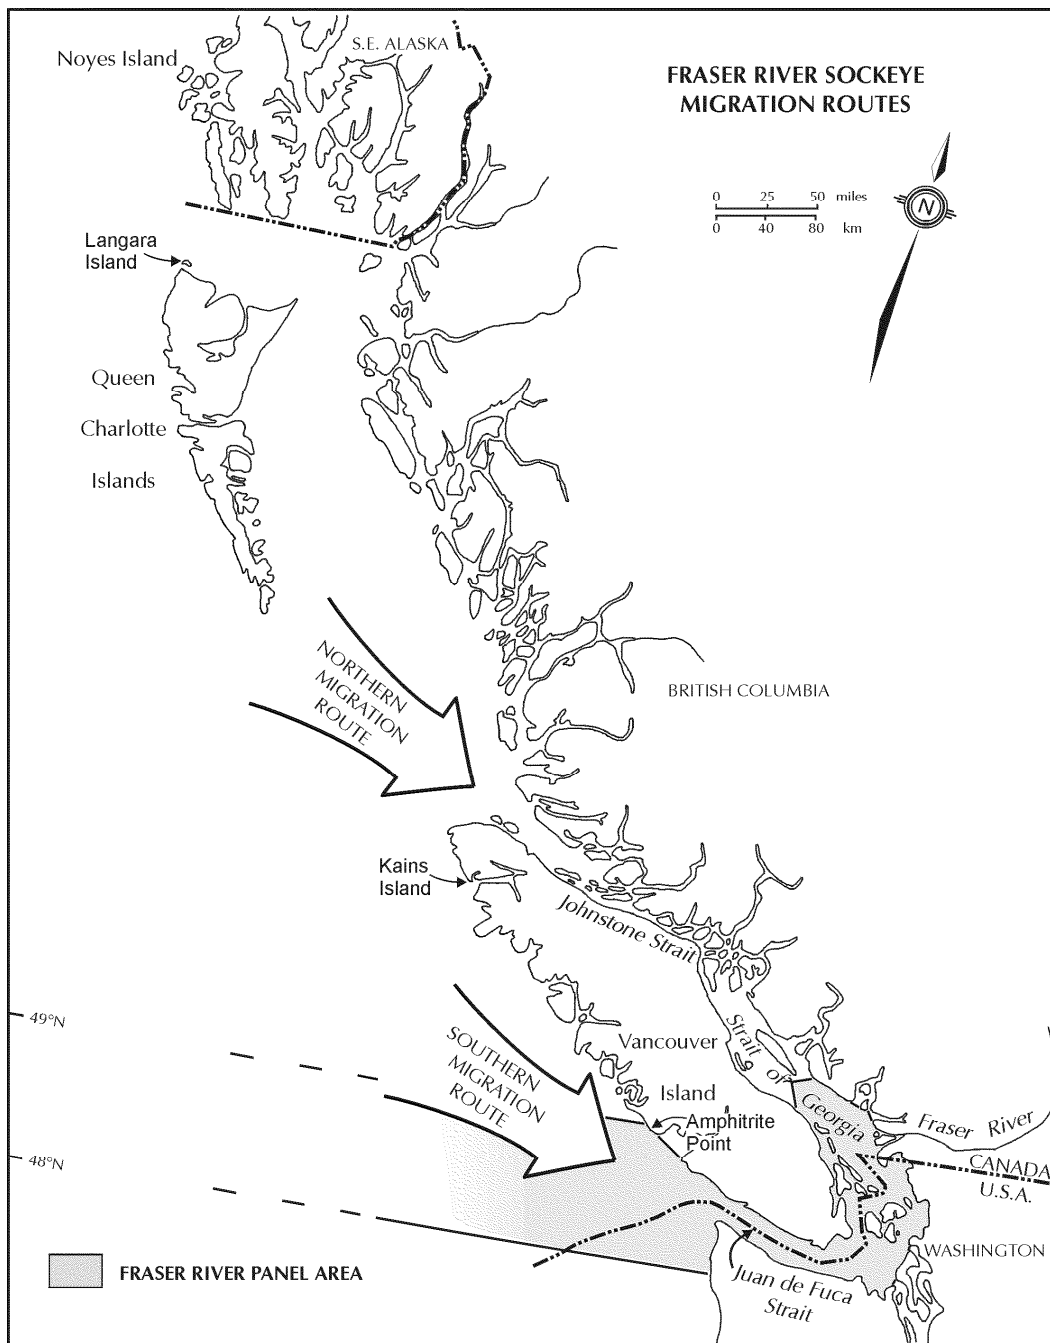 Noyes Island
S.E. ALASKA
FRASER RIVER SOCKEYE
MIGRATION ROUTES
0 25 50 miles
0 40 80 km
N
Langara
Island
Queen
Charlotte
Islands
NORTHERN
MIGRATION
ROUTE
BRITISH COLUMBIA
Kains
Island
Johnstone Strait
49°N
SOUTHERN
MIGRATION
ROUTE
Vancouver
Island
Strait of
Georgia
Amphitrite
Point
Fraser River
48°N
CANADA
U.S.A.
WASHINGTON
Juan de Fuca
Strait
FRASER RIVER PANEL AREA